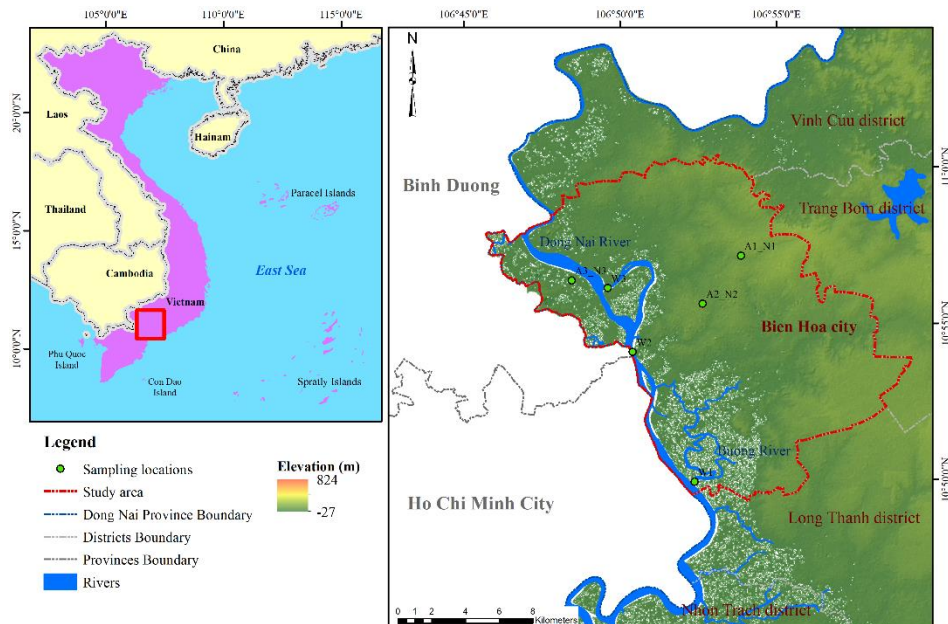 105°0'0"E
110°0'0"E
115°0'0"E
20°0'0"N
15°0'0"N
10°0'0"N
China
Laos
Hainam
Thailand
Paracel Islands
Cambodia
East Sea
Vietnam
Phu Quoc
Island
Con Dao
Island
Spratly Islands
Legend
Sampling locations
Study area
Dong Nai Province Boundary
Districts Boundary
Provinces Boundary
Rivers
Elevation (m)
824
-27
106°45'0"E
106°50'0"E
106°55'0"E
N
Vinh Cuu district
Binh Duong
Trang Bom district
Dong Nai River
A1_N1
A3_N3
W3
A2_N2
Bien Hoa city
W2
Buong River
W1
Ho Chi Minh City
Long Thanh district
Nhon Trach district
0 1 2 4 6 8
Kilometers